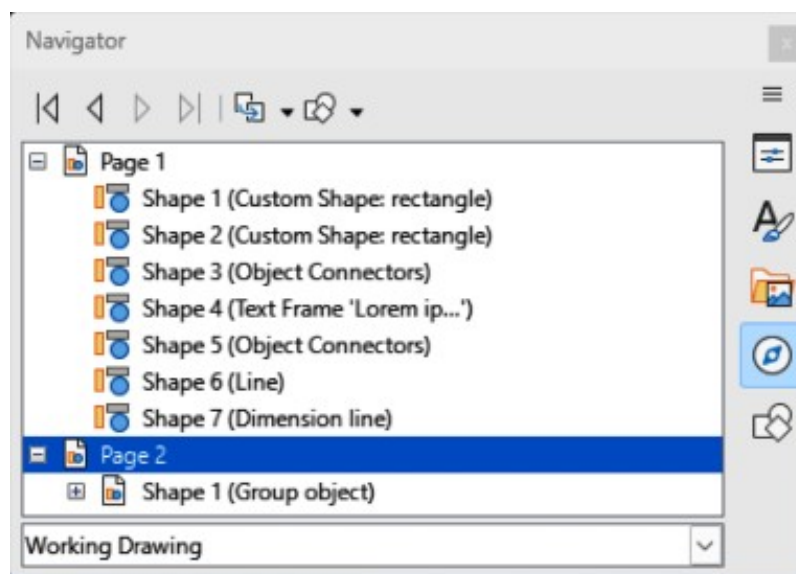 Navigator
Page 1
Shape 1 (Custom Shape: rectangle)
Shape 2 (Custom Shape: rectangle)
Shape 3 (Object Connectors)
Shape 4 (Text Frame 'Lorem ip...')
Shape 5 (Object Connectors)
Shape 6 (Line)
Shape 7 (Dimension line)
Page 2
Shape 1 (Group object)
Working Drawing